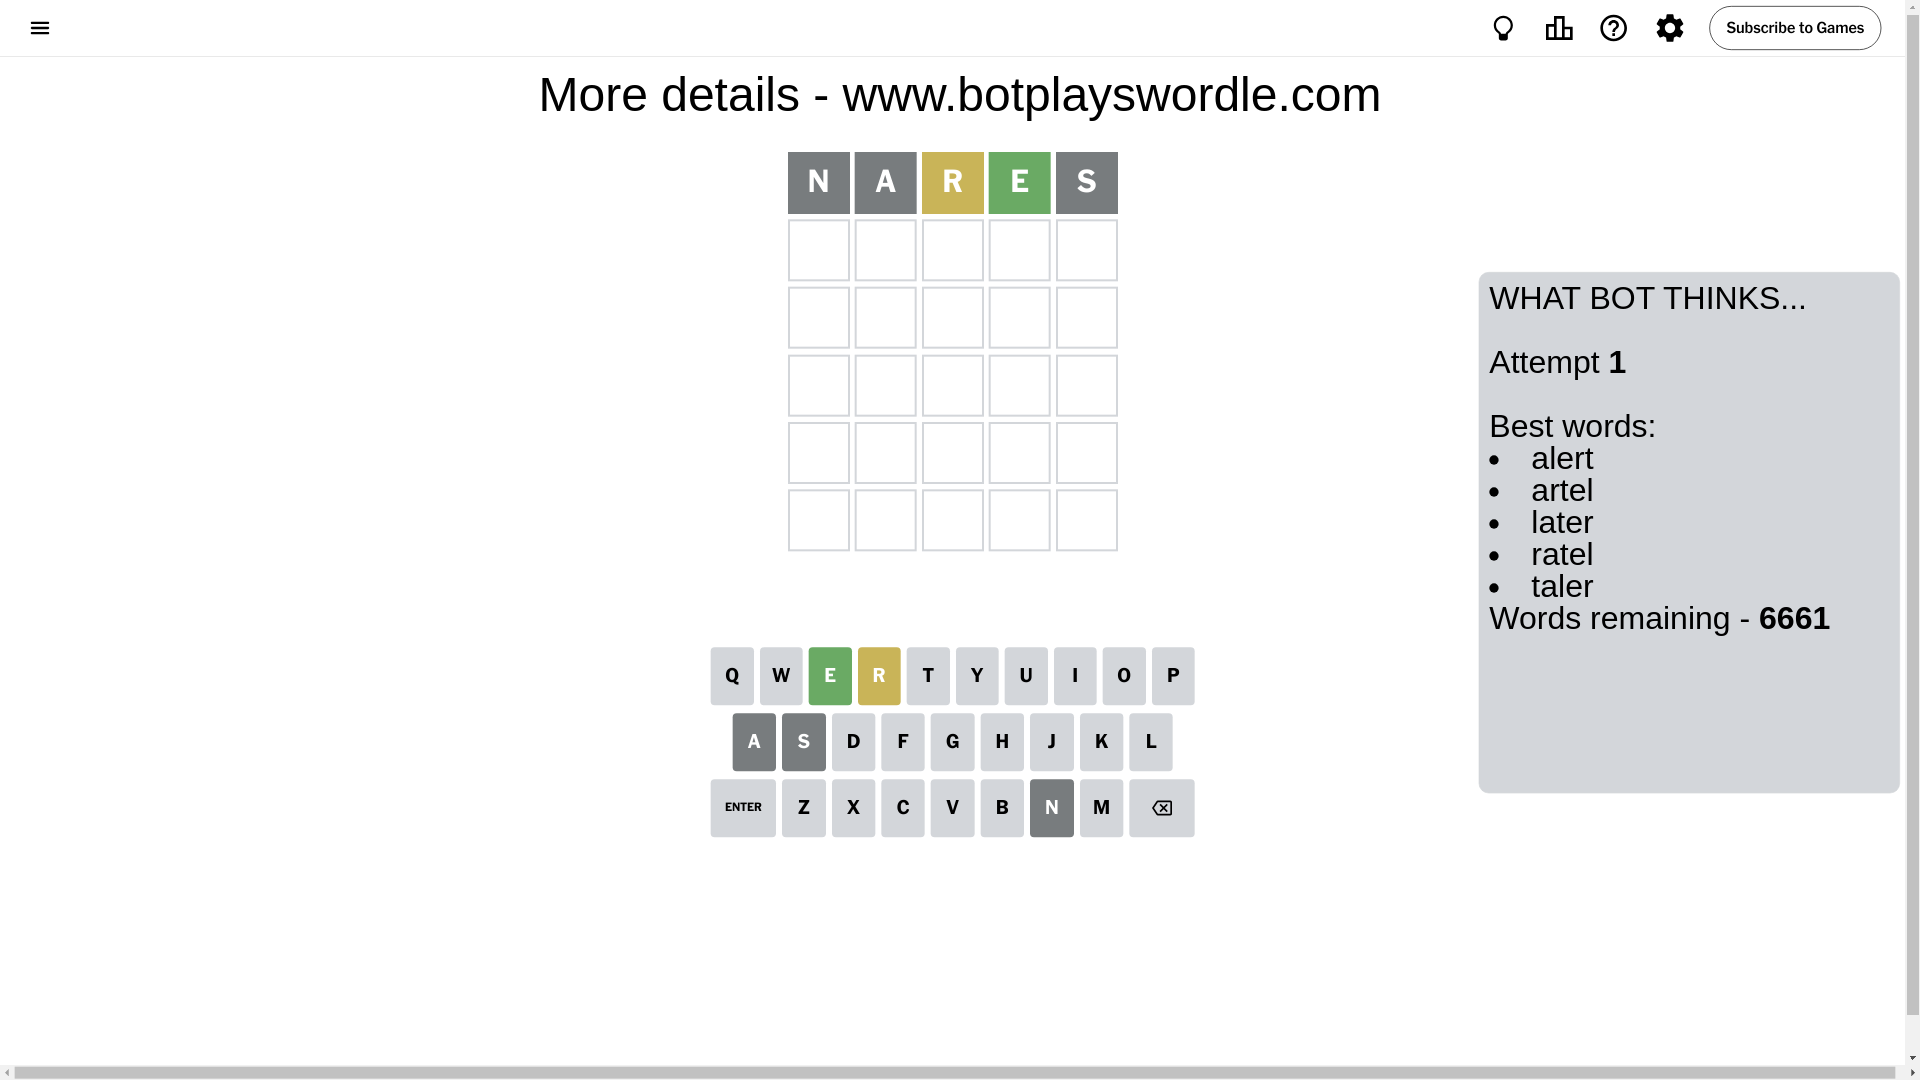 Subscribe to Games
More details - www.botplayswordle.com
N A R E S
WHAT BOT THINKS...
Attempt 1
Best words:
• alert
• artel
• later
• ratel
• taler
Words remaining - 6661
Q W E R T Y U I O P
A S D F G H J K L
ENTER Z X C V B N M